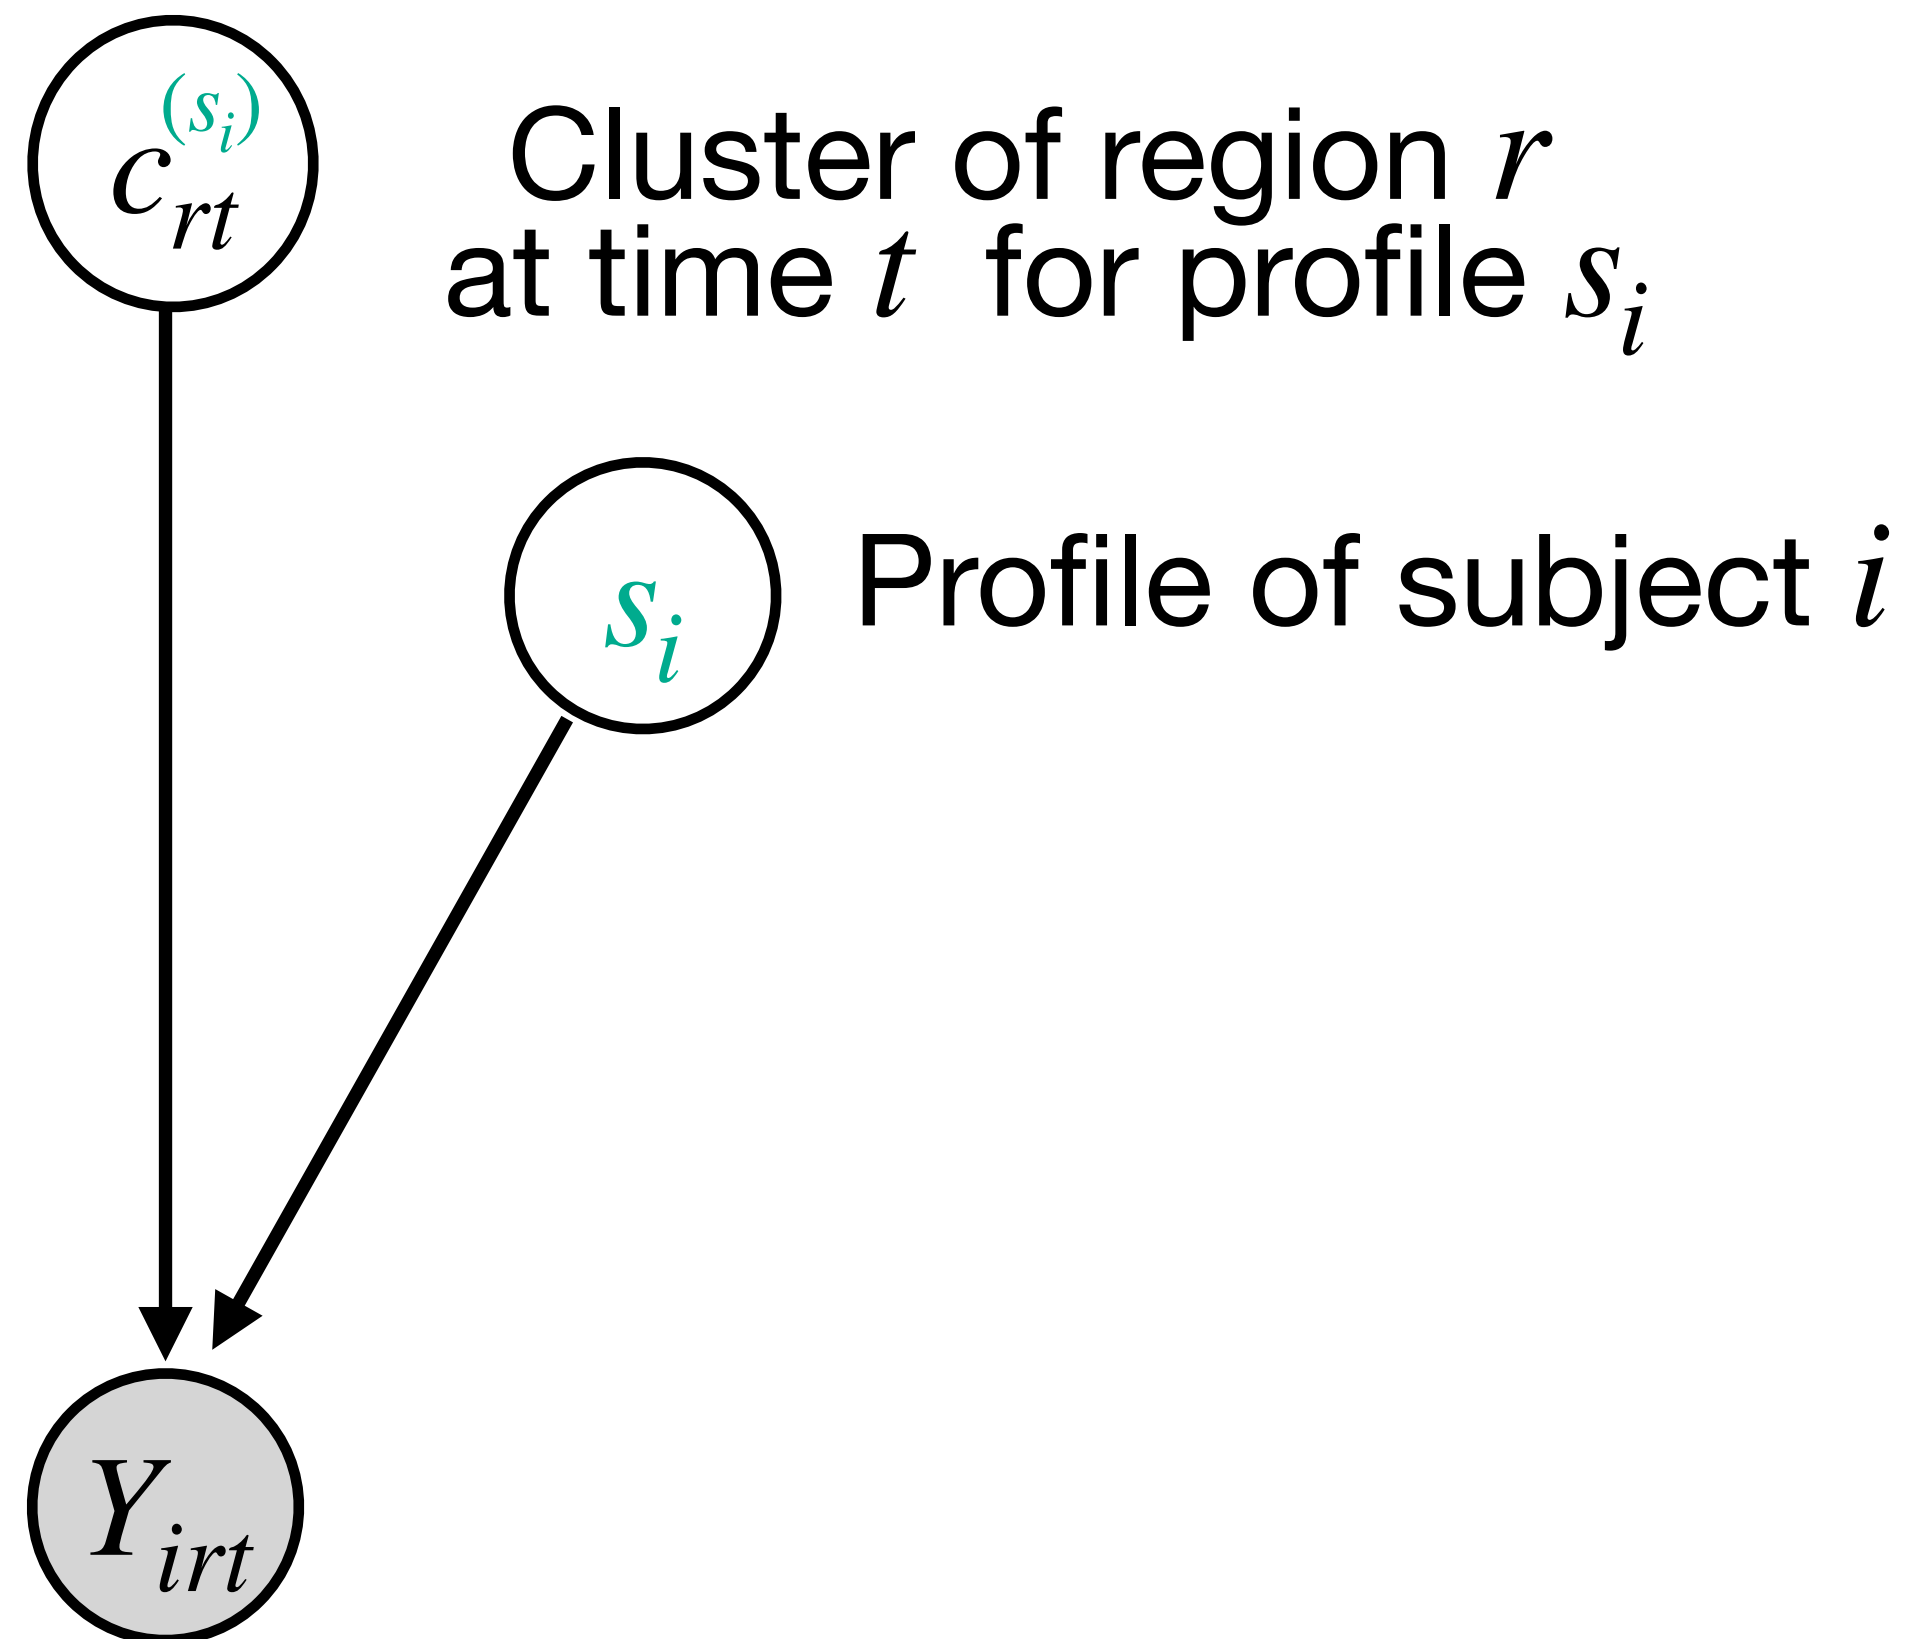 c_{rt}^{(s_i)}
Cluster of region r
at time t for profile s_i
s_i
Profile of subject i
Y_{irt}